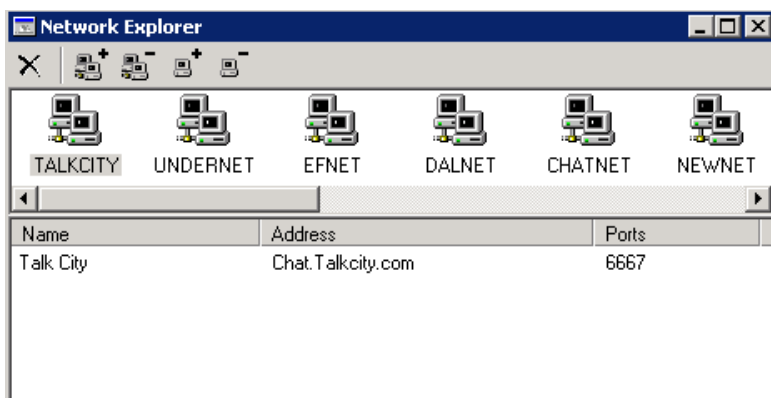 Network Explorer
TALKCITY UNDERNET EFNET DALNET CHATNET NEWNET
Name Address Ports
Talk City Chat.Talkcity.com 6667